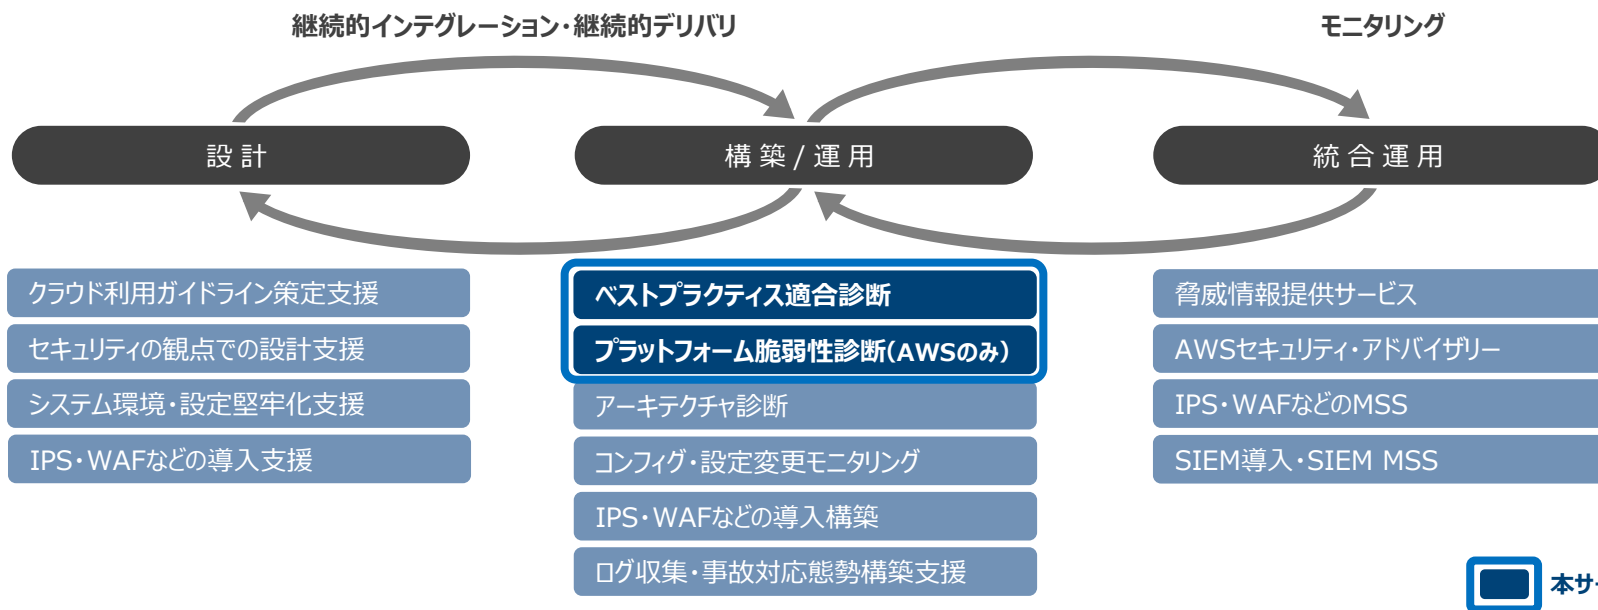 継続的インテグレーション・継続的デリバリ
モニタリング
設計
構築/運用
統合運用
クラウド利用ガイドライン策定支援
セキュリティの観点での設計支援
システム環境・設定堅牢化支援
IPS・WAFなどの導入支援
ベストプラクティス適合診断
プラットフォーム脆弱性診断(AWSのみ)
アーキテクチャ診断
コンフィグ・設定変更モニタリング
IPS・WAFなどの導入構築
ログ収集・事故対応態勢構築支援
脅威情報提供サービス
AWSセキュリティ・アドバイザリー
IPS・WAFなどのMSS
SIEM導入・SIEM MSS
本サー